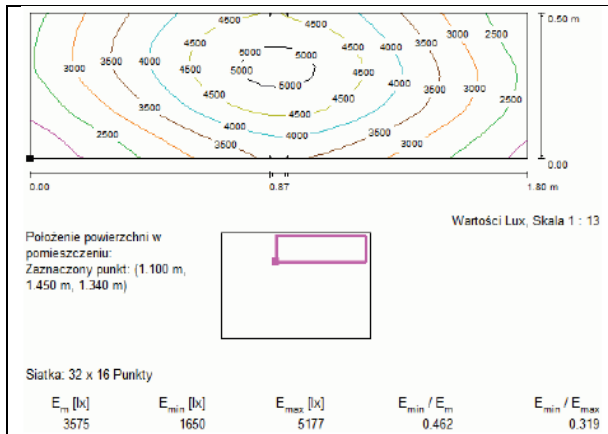 0.50 m
4500 4500 3000 2500
3000 3500 4000 5000 4500 4000 3500
4500 5000 5000 4500 3000
3000 3500 4000 4500 5000 4500 4000 3500 2500
4500 4500
3500 4000 3000
2500 4000 4000 3500
3500
0.00
0.00 0.87 1.80 m
Wartości Lux, Skala 1 : 13
Położenie powierzchni w
pomieszczeniu:
Zaznaczony punkt: (1.100 m,
1.450 m, 1.340 m)
Siatka: 32 x 16 Punkty
Em [lx] Emin [lx] Emax [lx] Emin / Em Emin / Emax
3575 1650 5177 0.462 0.319